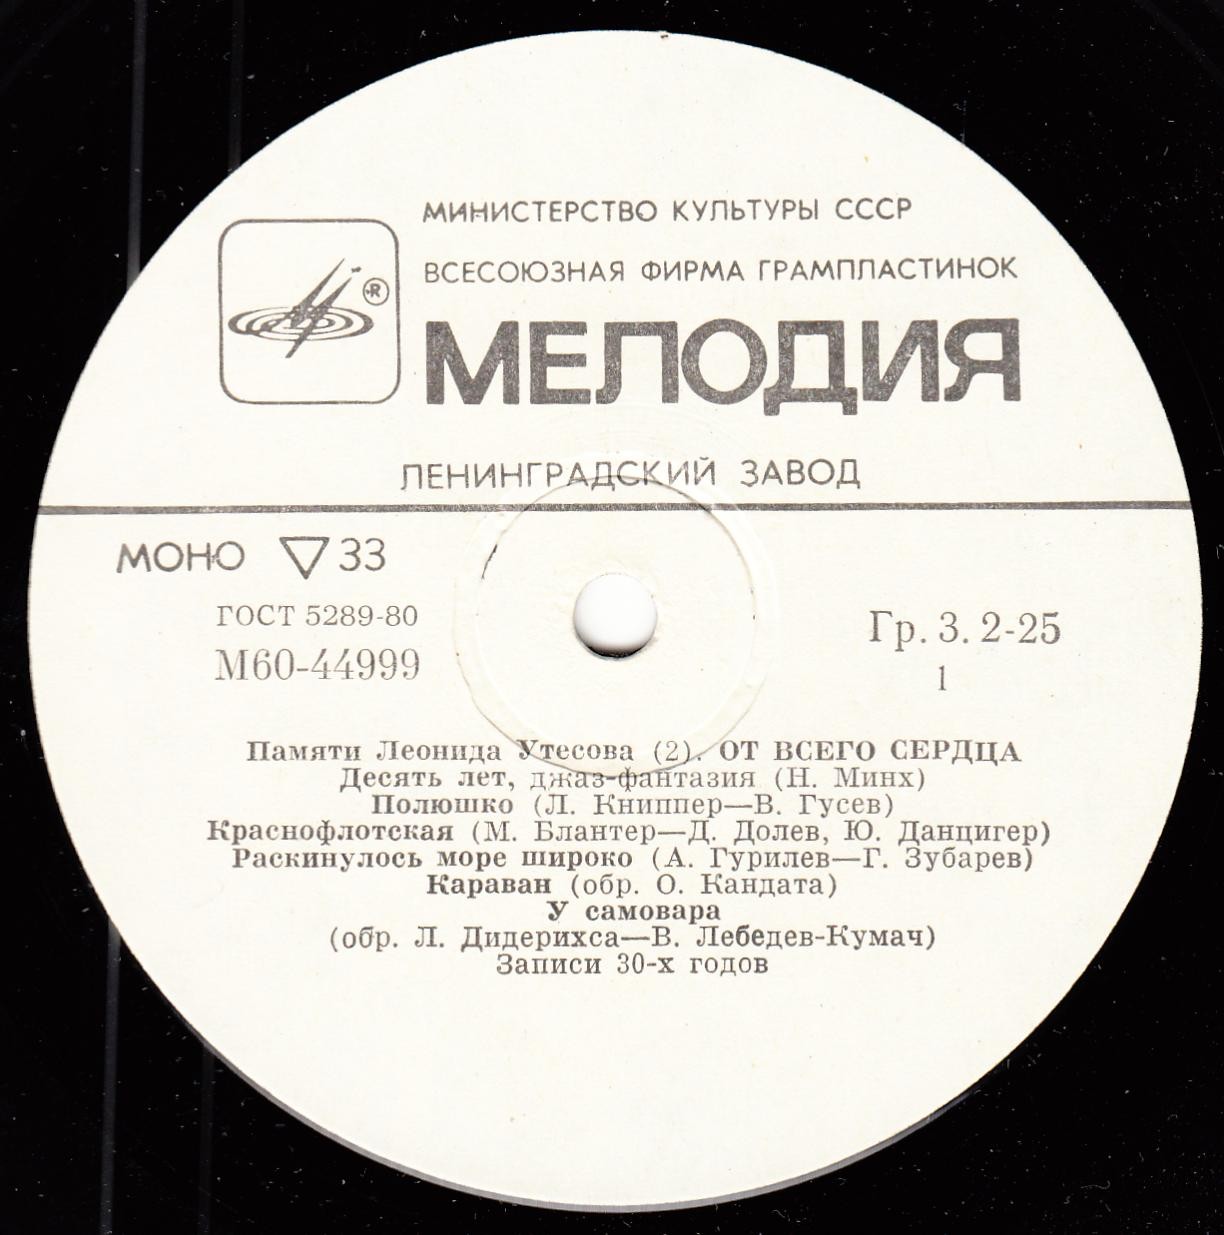 МИНИСТЕРСТВО КУЛЬТУРЫ СССР
ВСЕСОЮЗНАЯ ФИРМА ГРАМПЛАСТИНОК
®
МЕЛОДИЯ
ЛЕНИНГРАДСКИЙ ЗАВОД
МОНО ▽ 33
ГОСТ 5289-80
М60-44999
Гр. 3. 2-25
1
Памяти Леонида Утесова (2). ОТ ВСЕГО СЕРДЦА
Десять лет, джаз-фантазия (Н. Минх)
Полюшко (Л. Книппер—В. Гусев)
Краснофлотская (М. Блантер—Д. Долев, Ю. Данцигер)
Раскинулось море широко (А. Гурилев—Г. Зубарев)
Караван (обр. О. Кандата)
У самовара
(обр. Л. Дидерихса—В. Лебедев-Кумач)
Записи 30-х годов